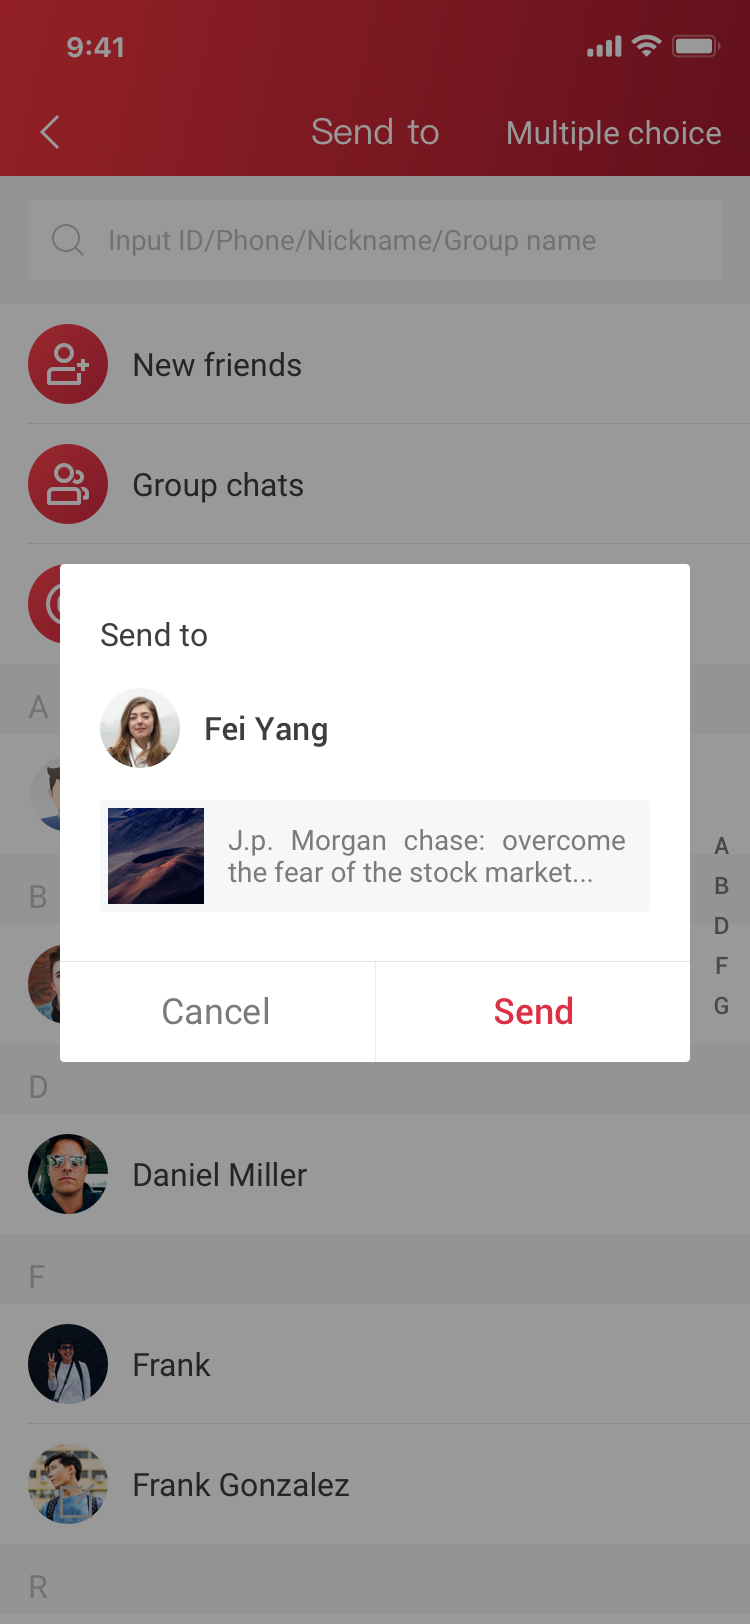 9:41
Send to
Multiple choice
Input ID/Phone/Nickname/Group name
New friends
Group chats
Send to
A
Fei Yang
J.p. Morgan chase: overcome
the fear of the stock market...
A
B
B
D
F
G
Cancel
Send
D
Daniel Miller
F
Frank
Frank Gonzalez
R